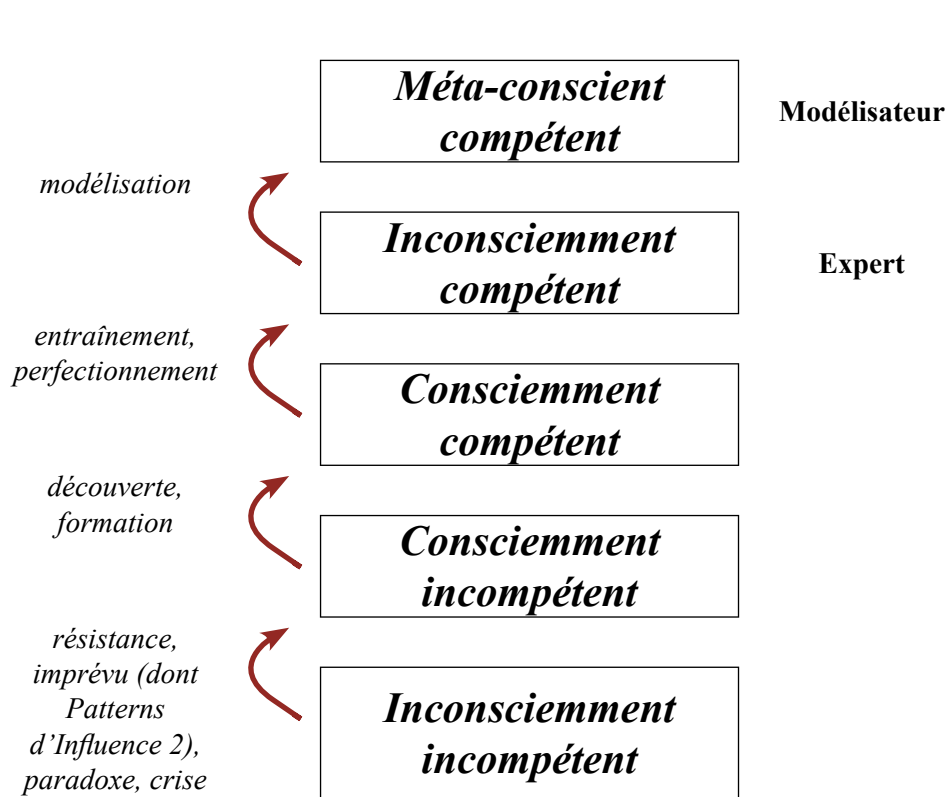 Méta-conscient
compétent
Modélisateur
modélisation
Inconsciemment
compétent
Expert
entraînement,
perfectionnement
Consciemment
compétent
découverte,
formation
Consciemment
incompétent
résistance,
imprévu (dont
Patterns
d’Influence 2),
paradoxe, crise
Inconsciemment
incompétent